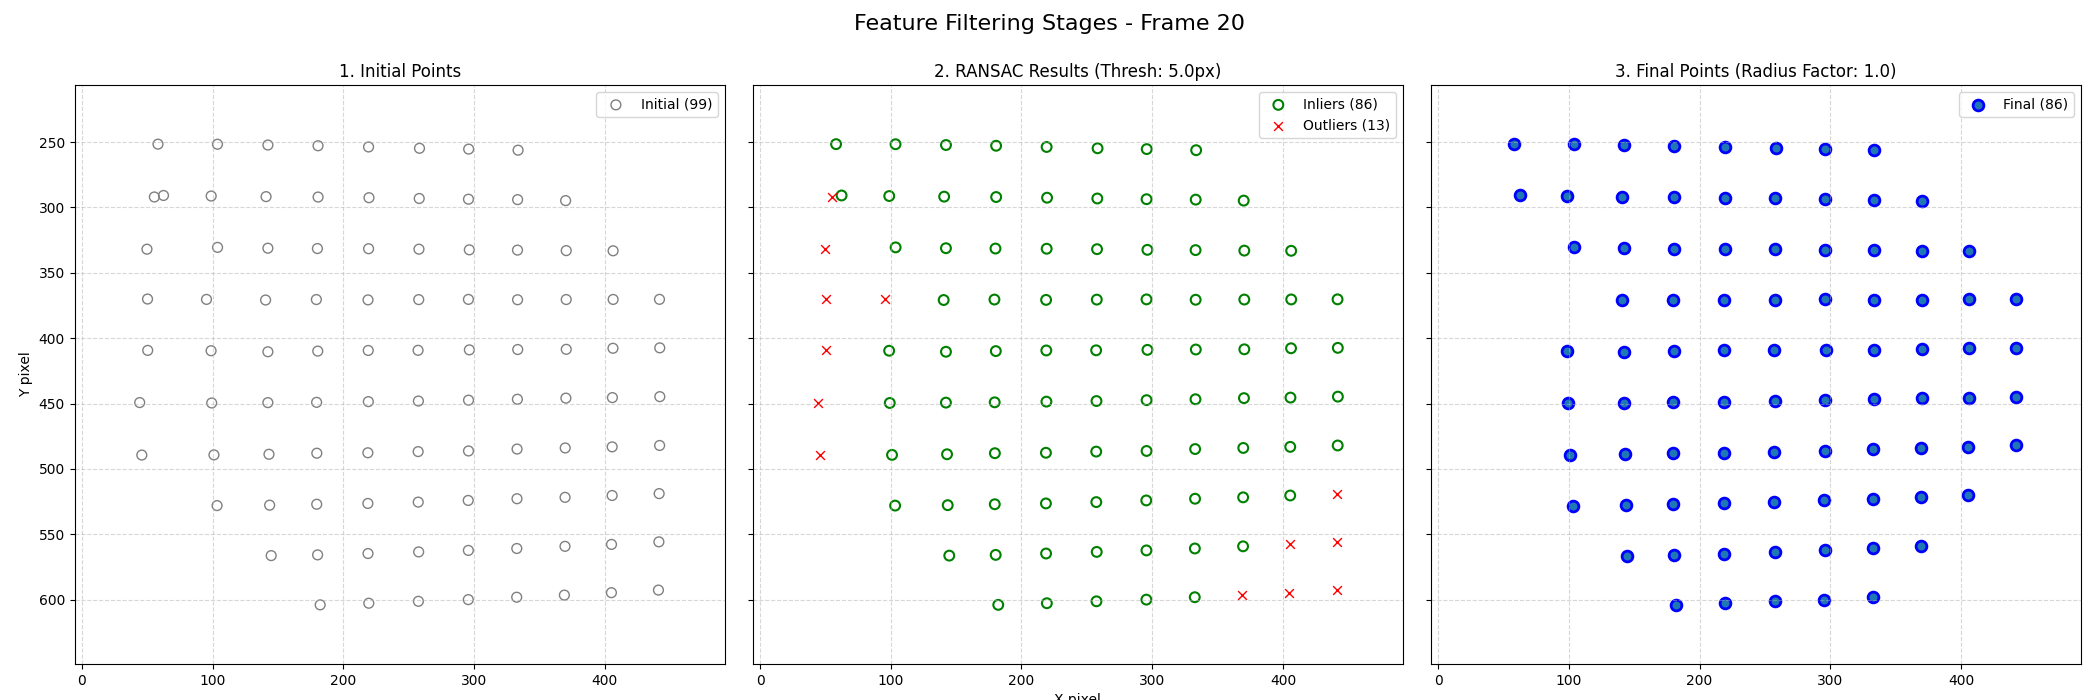 Feature Filtering Stages - Frame 20
1. Initial Points
Initial (99)
Y pixel
250
300
350
400
450
500
550
600
0 100 200 300 400
2. RANSAC Results (Thresh: 5.0px)
Inliers (86)
Outliers (13)
0 100 200 300 400
X pixel
3. Final Points (Radius Factor: 1.0)
Final (86)
0 100 200 300 400